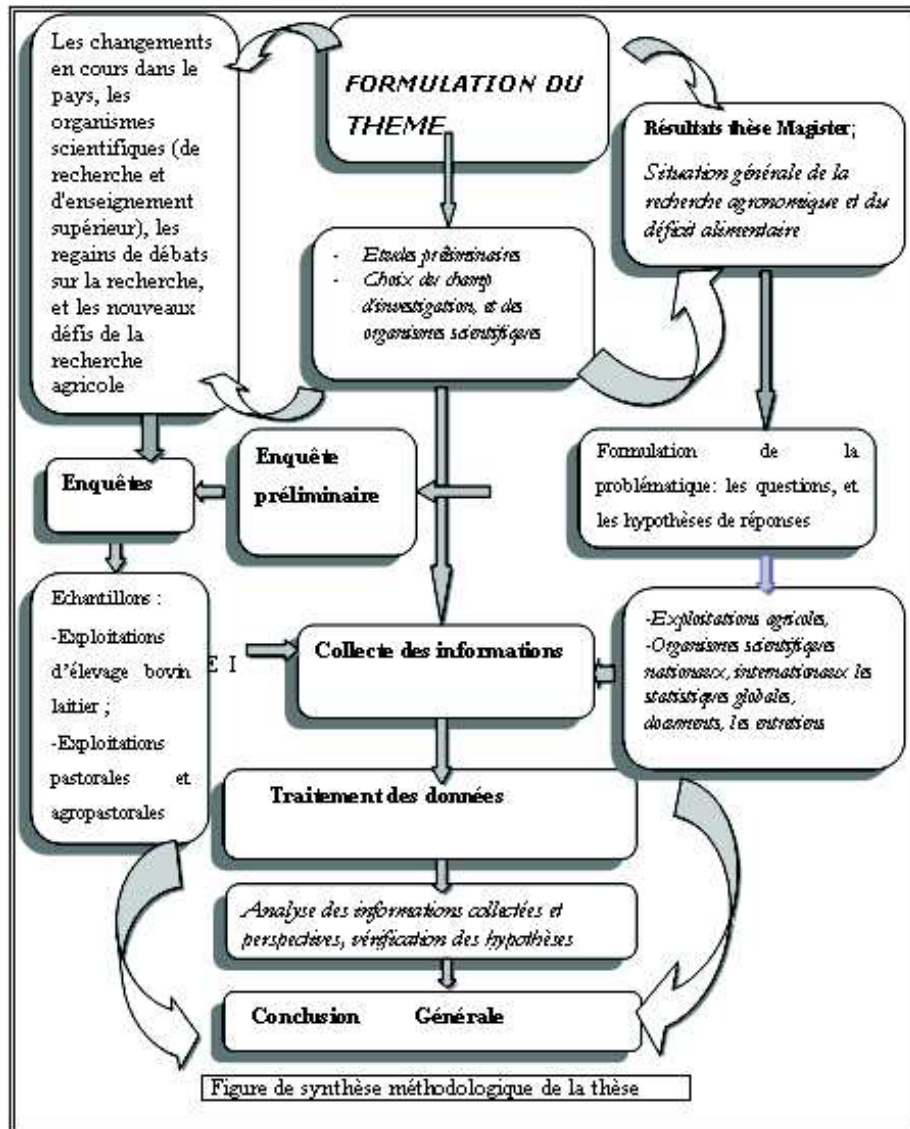 Les changements
en cours dans le
pays, les
organismes
scientifiques (de
recherche et
d'enseignement
supérieur), les
regains de débats
sur la recherche,
et les nouveaux
défis de la
recherche
agricole
FORMULATION DU
THEME
Résultats thèse Magister;
Situation générale de la
recherche agronomique et du
déficit alimentaire
- Etudes préliminaires
- Choix du champ
d'investigation, et des
organismes scientifiques
Enquêtes
Enquête
préliminaire
Formulation de la
problématique: les questions, et
les hypothèses de réponses
Echantillons :
-Exploitations
d'élevage bovin
laitier ;
-Exploitations
pastorales et
agropastorales
E I
Collecte des informations
-Exploitations agricoles,
-Organismes scientifiques
nationaux, internationaux les
statistiques globales,
documents, les entretiens
Traitement des données
Analyse des informations collectées et
perspectives, vérification des hypothèses
Conclusion Générale
Figure de synthèse méthodologique de la thèse